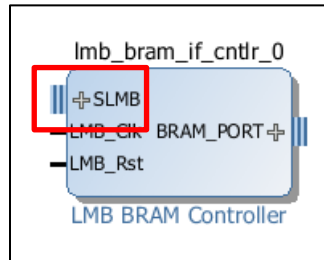 lmb_bram_if_cntlr_0
SLMB
LMB_Clk BRAM_PORT
LMB_Rst
LMB BRAM Controller